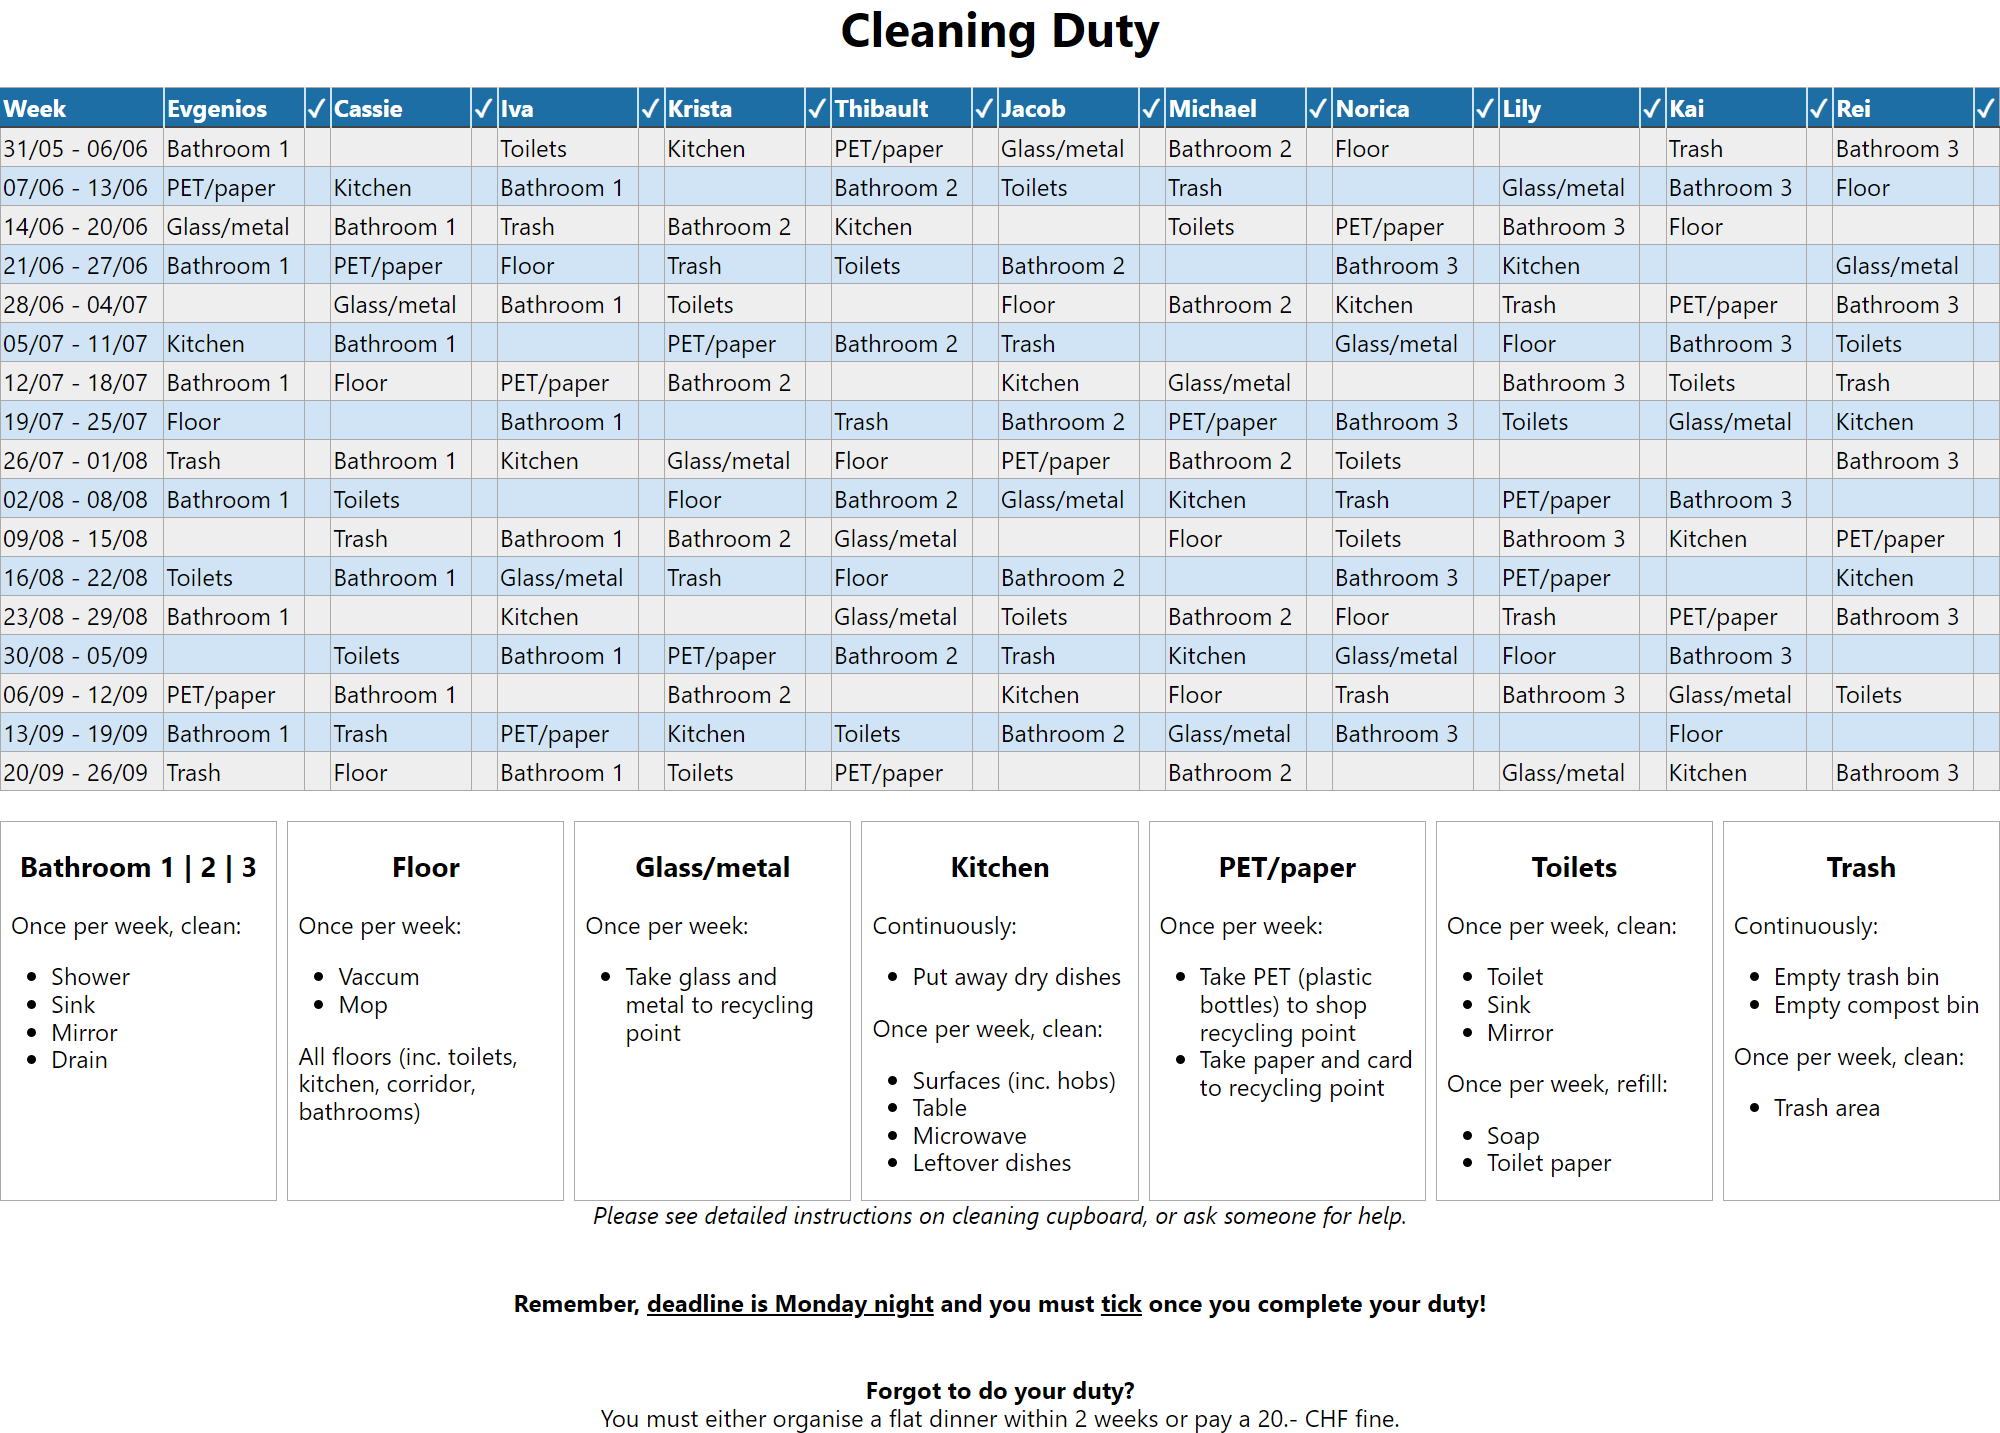 Cleaning Duty
Week Evgenios ✓ Cassie ✓ Iva ✓ Krista ✓ Thibault ✓ Jacob ✓ Michael ✓ Norica ✓ Lily ✓ Kai ✓ Rei ✓
31/05 - 06/06 Bathroom 1 Toilets Kitchen PET/paper Glass/metal Bathroom 2 Floor Trash Bathroom 3
07/06 - 13/06 PET/paper Kitchen Bathroom 1 Bathroom 2 Toilets Trash Glass/metal Bathroom 3 Floor
14/06 - 20/06 Glass/metal Bathroom 1 Trash Bathroom 2 Kitchen Toilets PET/paper Bathroom 3 Floor
21/06 - 27/06 Bathroom 1 PET/paper Floor Trash Toilets Bathroom 2 Bathroom 3 Kitchen Glass/metal
28/06 - 04/07 Glass/metal Bathroom 1 Toilets Floor Bathroom 2 Kitchen Trash PET/paper Bathroom 3
05/07 - 11/07 Kitchen Bathroom 1 PET/paper Bathroom 2 Trash Glass/metal Floor Bathroom 3 Toilets
12/07 - 18/07 Bathroom 1 Floor PET/paper Bathroom 2 Kitchen Glass/metal Bathroom 3 Toilets Trash
19/07 - 25/07 Floor Bathroom 1 Trash Bathroom 2 PET/paper Bathroom 3 Toilets Glass/metal Kitchen
26/07 - 01/08 Trash Bathroom 1 Kitchen Glass/metal Floor PET/paper Bathroom 2 Toilets Bathroom 3
02/08 - 08/08 Bathroom 1 Toilets Floor Bathroom 2 Glass/metal Kitchen Trash PET/paper Bathroom 3
09/08 - 15/08 Trash Bathroom 1 Bathroom 2 Glass/metal Floor Toilets Bathroom 3 Kitchen PET/paper
16/08 - 22/08 Toilets Bathroom 1 Glass/metal Trash Floor Bathroom 2 Bathroom 3 PET/paper Kitchen
23/08 - 29/08 Bathroom 1 Kitchen Glass/metal Toilets Bathroom 2 Floor Trash PET/paper Bathroom 3
30/08 - 05/09 Toilets Bathroom 1 PET/paper Bathroom 2 Trash Kitchen Glass/metal Floor Bathroom 3
06/09 - 12/09 PET/paper Bathroom 1 Bathroom 2 Kitchen Floor Trash Bathroom 3 Glass/metal Toilets
13/09 - 19/09 Bathroom 1 Trash PET/paper Kitchen Toilets Bathroom 2 Glass/metal Bathroom 3 Floor
20/09 - 26/09 Trash Floor Bathroom 1 Toilets PET/paper Bathroom 2 Glass/metal Kitchen Bathroom 3
Bathroom 1 | 2 | 3
Once per week, clean:
• Shower
• Sink
• Mirror
• Drain
Floor
Once per week:
• Vaccum
• Mop
All floors (inc. toilets,
kitchen, corridor,
bathrooms)
Glass/metal
Once per week:
• Take glass and
metal to recycling
point
Kitchen
Continuously:
• Put away dry dishes
Once per week, clean:
• Surfaces (inc. hobs)
• Table
• Microwave
• Leftover dishes
PET/paper
Once per week:
• Take PET (plastic
bottles) to shop
recycling point
• Take paper and card
to recycling point
Toilets
Once per week, clean:
• Toilet
• Sink
• Mirror
Once per week, refill:
• Soap
• Toilet paper
Trash
Continuously:
• Empty trash bin
• Empty compost bin
Once per week, clean:
• Trash area
Please see detailed instructions on cleaning cupboard, or ask someone for help.
Remember, deadline is Monday night and you must tick once you complete your duty!
Forgot to do your duty?
You must either organise a flat dinner within 2 weeks or pay a 20.- CHF fine.